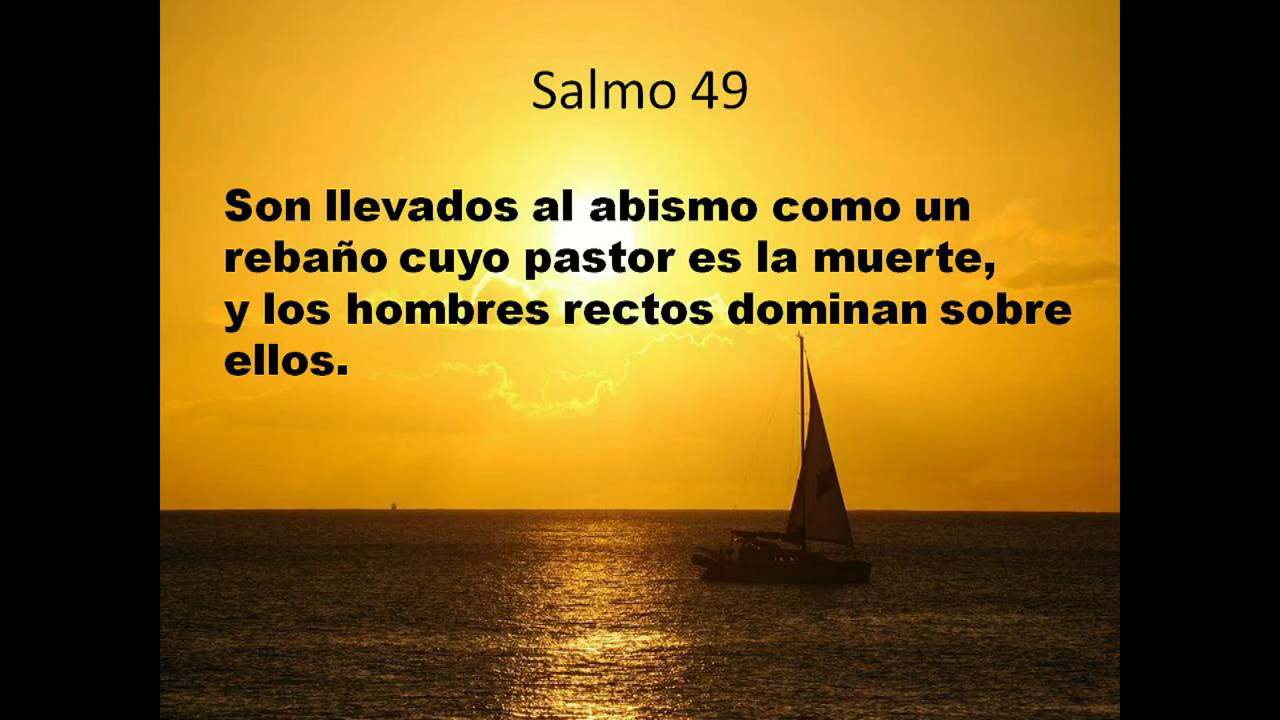 Salmo 49
Son llevados al abismo como un
rebaño cuyo pastor es la muerte,
y los hombres rectos dominan sobre
ellos.